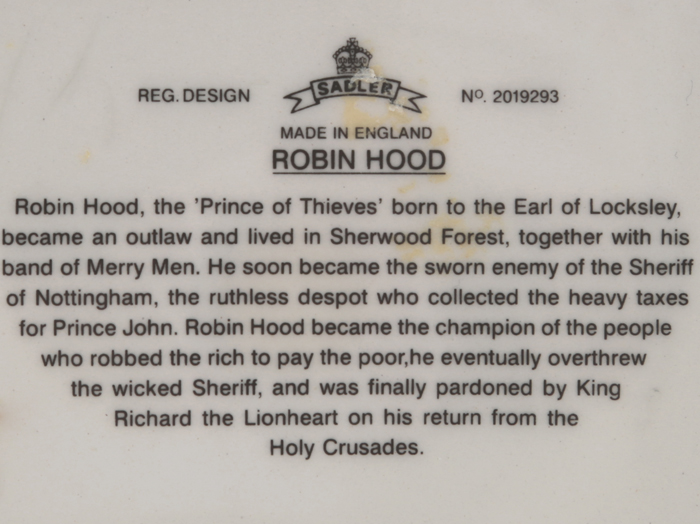 REG. DESIGN SADLER Nº. 2019293
MADE IN ENGLAND
ROBIN HOOD
Robin Hood, the 'Prince of Thieves' born to the Earl of Locksley,
became an outlaw and lived in Sherwood Forest, together with his
band of Merry Men. He soon became the sworn enemy of the Sheriff
of Nottingham, the ruthless despot who collected the heavy taxes
for Prince John. Robin Hood became the champion of the people
who robbed the rich to pay the poor,he eventually overthrew
the wicked Sheriff, and was finally pardoned by King
Richard the Lionheart on his return from the
Holy Crusades.